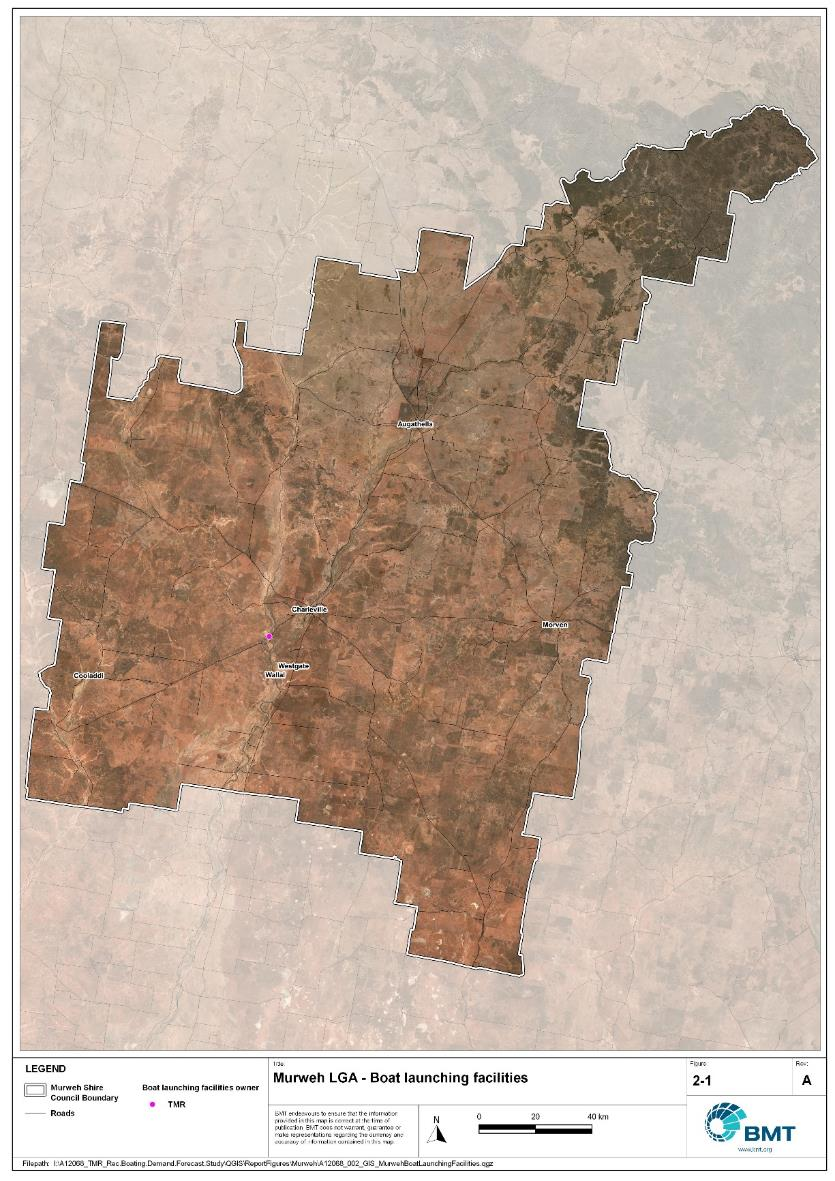 Augathella
Charleville
Morven
Westgate
Wallal
Cooladdi
LEGEND
Murweh Shire
Council Boundary
Roads
Boat launching facilities owner
TMR
Title:
Murweh LGA - Boat launching facilities
BMT endeavours to ensure that the information
provided in this map is correct at the time of
publication. BMT does not warrant, guarantee or
make representations regarding the currency and
accuracy of information contained in this map.
N
0 20 40 km
Figure:
2-1
Rev:
A
BMT
www.bmt.org
Filepath: I:\A12068_TMR_Rec.Boating.Demand.Forecast.Study\QGIS\ReportFigures\Murweh\A12068_002_GIS_MurwehBoatLaunchingFacilities.qgz